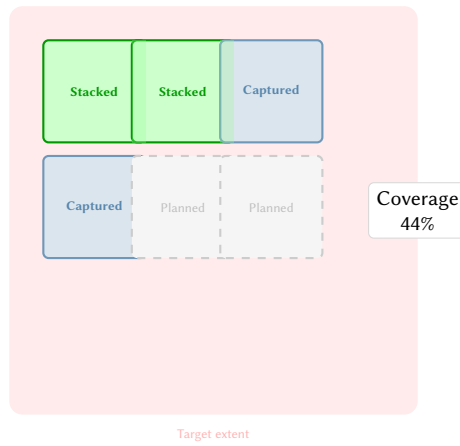 Stacked
Stacked
Captured
Captured
Planned
Planned
Coverage
44%
Target extent